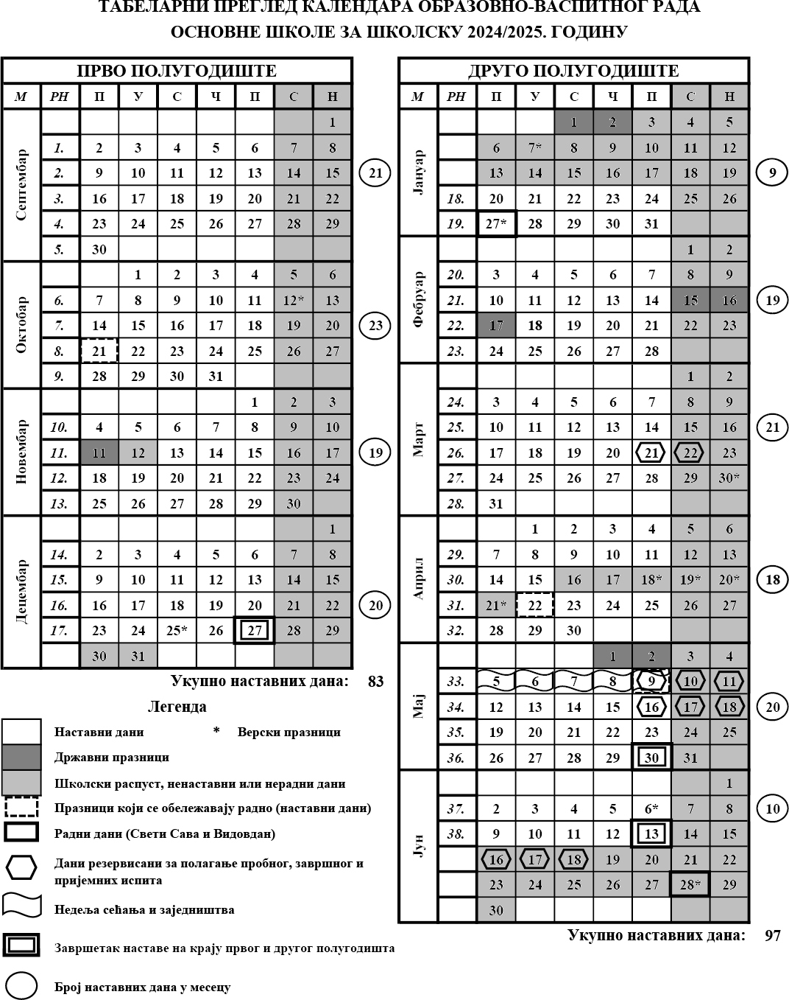 ТАБЕЛАРНИ ПРЕГЛЕД КАЛЕНДАРА ОБРАЗОВНО-ВАСПИТНОГ РАДА
ОСНОВНЕ ШКОЛЕ ЗА ШКОЛСКУ 2024/2025. ГОДИНУ
ПРВО ПОЛУГОДИШТЕ
М РН П У С Ч П С Н
Септембар
1
1. 2 3 4 5 6 7 8
2. 9 10 11 12 13 14 15
21
3. 16 17 18 19 20 21 22
4. 23 24 25 26 27 28 29
5. 30
Октобар
1 2 3 4 5 6
6. 7 8 9 10 11 12* 13
7. 14 15 16 17 18 19 20
23
8. 21 22 23 24 25 26 27
9. 28 29 30 31
Новембар
1 2 3
10. 4 5 6 7 8 9 10
11. 11 12 13 14 15 16 17
19
12. 18 19 20 21 22 23 24
13. 25 26 27 28 29 30
Децембар
1
14. 2 3 4 5 6 7 8
15. 9 10 11 12 13 14 15
16. 16 17 18 19 20 21 22
20
17. 23 24 25* 26 27 28 29
30 31
Укупно наставних дана: 83
Легенда
Наставни дани * Верски празници
Државни празници
Школски распуст, ненаставни или нерадни дани
Празници који се обележавају радно (наставни дани)
Радни дани (Свети Сава и Видовдан)
Дани резервисани за полагање пробног, завршног и
пријемних испита
Недеља сећања и заједништва
Завршетак наставе на крају првог и другог полугодишта
Број наставних дана у месецу
ДРУГО ПОЛУГОДИШТЕ
М РН П У С Ч П С Н
Јануар
1 2 3 4 5
6 7* 8 9 10 11 12
13 14 15 16 17 18 19
9
18. 20 21 22 23 24 25 26
19. 27* 28 29 30 31
Фебруар
1 2
20. 3 4 5 6 7 8 9
21. 10 11 12 13 14 15 16
19
22. 17 18 19 20 21 22 23
23. 24 25 26 27 28
Март
1 2
24. 3 4 5 6 7 8 9
25. 10 11 12 13 14 15 16
21
26. 17 18 19 20 21 22 23
27. 24 25 26 27 28 29 30*
28. 31
Април
1 2 3 4 5 6
29. 7 8 9 10 11 12 13
30. 14 15 16 17 18* 19* 20*
18
31. 21* 22 23 24 25 26 27
32. 28 29 30
Мај
1 2 3 4
33. 5 6 7 8 9 10 11
34. 12 13 14 15 16 17 18
20
35. 19 20 21 22 23 24 25
36. 26 27 28 29 30 31
Јун
1
37. 2 3 4 5 6* 7 8
10
38. 9 10 11 12 13 14 15
16 17 18 19 20 21 22
23 24 25 26 27 28* 29
30
Укупно наставних дана: 97